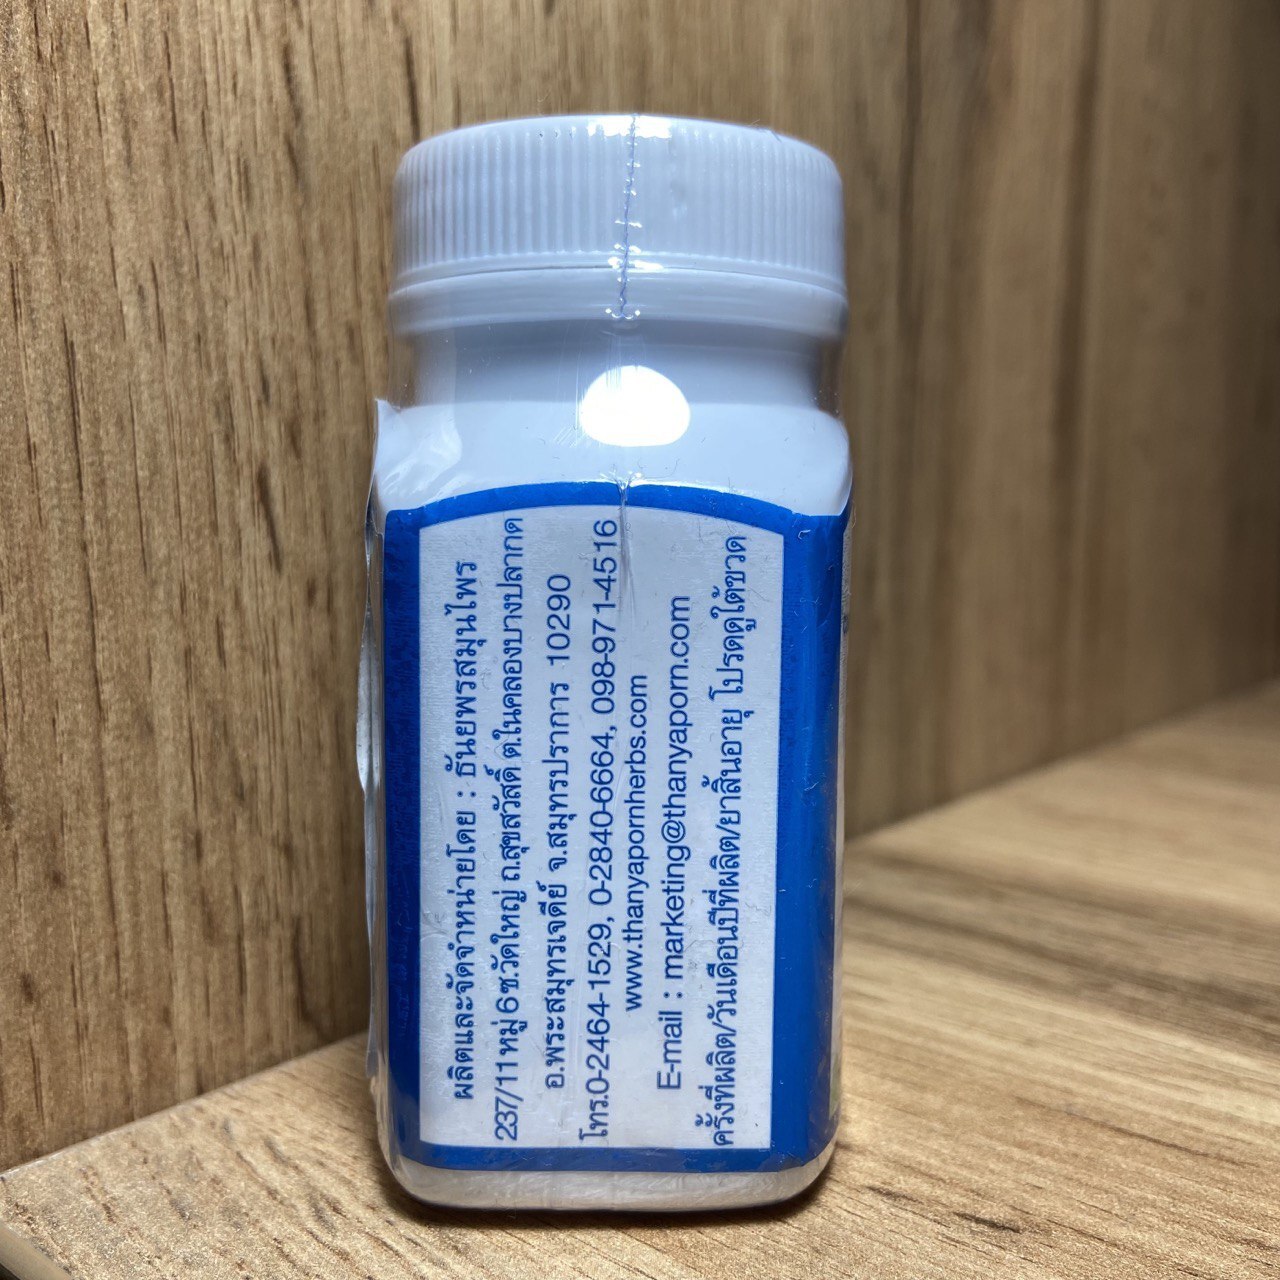 ผลิตและจัดจำหน่ายโดย : ธันยพรสมุนไพร
237/11 หมู่ 6 ซ.วัดใหญ่ ถ.สุขสวัสดิ์ ต.ในคลองบางปลากด
อ.พระสมุทรเจดีย์ จ.สมุทรปราการ 10290
โทร.0-2464-1529, 0-2840-6664, 098-971-4516
www.thanyapornherbs.com
E-mail : marketing@thanyaporn.com
ครั้งที่ผลิต/วันเดือนปีที่ผลิต/ยาสิ้นอายุ โปรดดูใต้ขวด